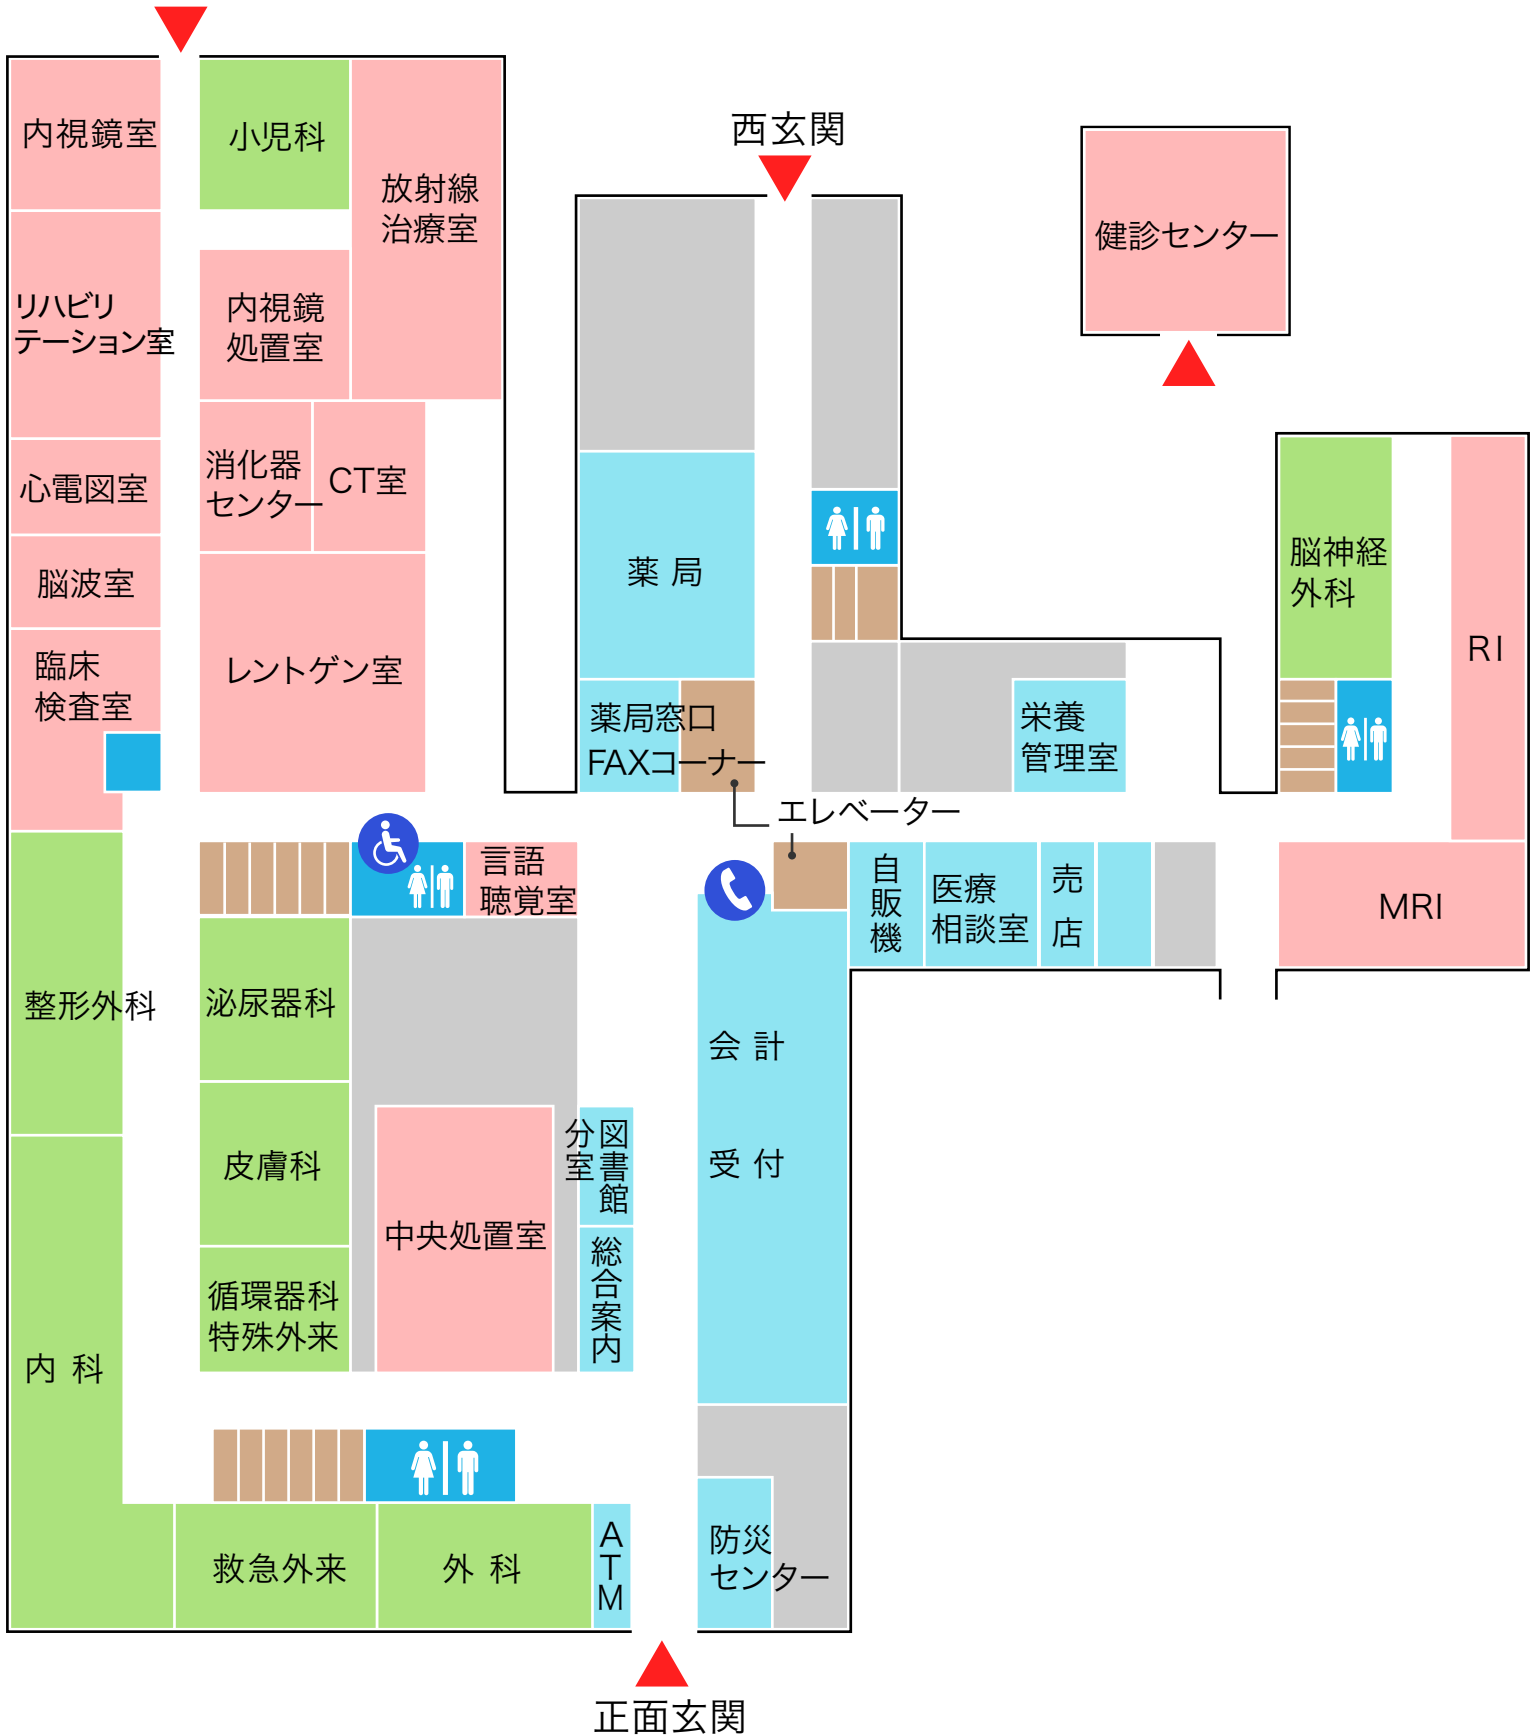 西玄関
内視鏡室
小児科
放射線
治療室
健診センター
リハビリ
テーション室
内視鏡
処置室
心電図室
消化器
センター
CT室
脳波室
薬 局
脳神経
外科
RI
臨床
検査室
レントゲン室
薬局窓口
FAXコーナー
栄養
管理室
エレベーター
言語
聴覚室
自
販
機
医療
相談室
売
店
MRI
整形外科
泌尿器科
会 計
皮膚科
図書館
分室
受 付
中央処置室
総合案内
循環器科
特殊外来
内 科
救急外来
外 科
A
T
M
防災
センター
正面玄関